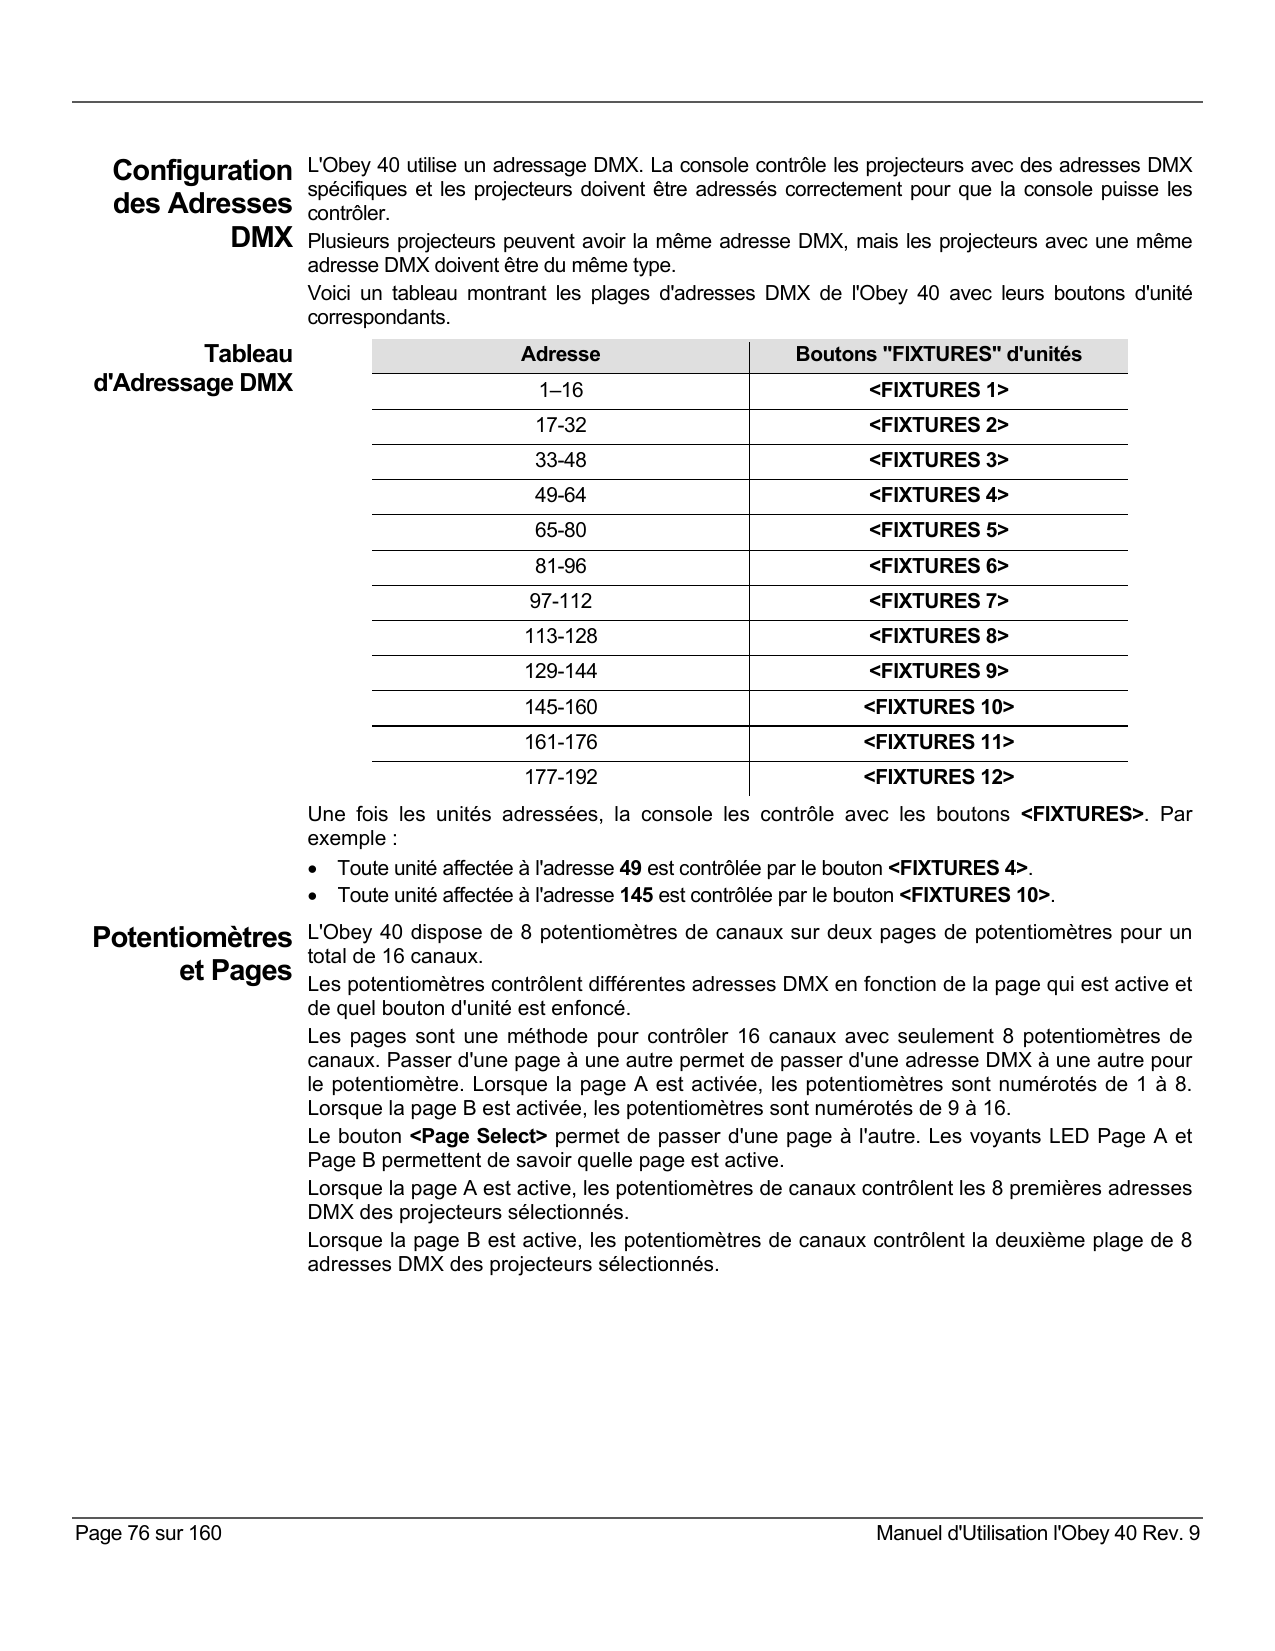 Configuration
des Adresses
DMX
L'Obey 40 utilise un adressage DMX. La console contrôle les projecteurs avec des adresses DMX
spécifiques et les projecteurs doivent être adressés correctement pour que la console puisse les
contrôler.
Plusieurs projecteurs peuvent avoir la même adresse DMX, mais les projecteurs avec une même
adresse DMX doivent être du même type.
Voici un tableau montrant les plages d'adresses DMX de l'Obey 40 avec leurs boutons d'unité
correspondants.
Tableau
d'Adressage DMX
Adresse Boutons "FIXTURES" d'unités
1–16 <FIXTURES 1>
17-32 <FIXTURES 2>
33-48 <FIXTURES 3>
49-64 <FIXTURES 4>
65-80 <FIXTURES 5>
81-96 <FIXTURES 6>
97-112 <FIXTURES 7>
113-128 <FIXTURES 8>
129-144 <FIXTURES 9>
145-160 <FIXTURES 10>
161-176 <FIXTURES 11>
177-192 <FIXTURES 12>
Une fois les unités adressées, la console les contrôle avec les boutons <FIXTURES>. Par
exemple :
• Toute unité affectée à l'adresse 49 est contrôlée par le bouton <FIXTURES 4>.
• Toute unité affectée à l'adresse 145 est contrôlée par le bouton <FIXTURES 10>.
Potentiomètres
et Pages
L'Obey 40 dispose de 8 potentiomètres de canaux sur deux pages de potentiomètres pour un
total de 16 canaux.
Les potentiomètres contrôlent différentes adresses DMX en fonction de la page qui est active et
de quel bouton d'unité est enfoncé.
Les pages sont une méthode pour contrôler 16 canaux avec seulement 8 potentiomètres de
canaux. Passer d'une page à une autre permet de passer d'une adresse DMX à une autre pour
le potentiomètre. Lorsque la page A est activée, les potentiomètres sont numérotés de 1 à 8.
Lorsque la page B est activée, les potentiomètres sont numérotés de 9 à 16.
Le bouton <Page Select> permet de passer d'une page à l'autre. Les voyants LED Page A et
Page B permettent de savoir quelle page est active.
Lorsque la page A est active, les potentiomètres de canaux contrôlent les 8 premières adresses
DMX des projecteurs sélectionnés.
Lorsque la page B est active, les potentiomètres de canaux contrôlent la deuxième plage de 8
adresses DMX des projecteurs sélectionnés.
Page 76 sur 160 Manuel d'Utilisation l'Obey 40 Rev. 9